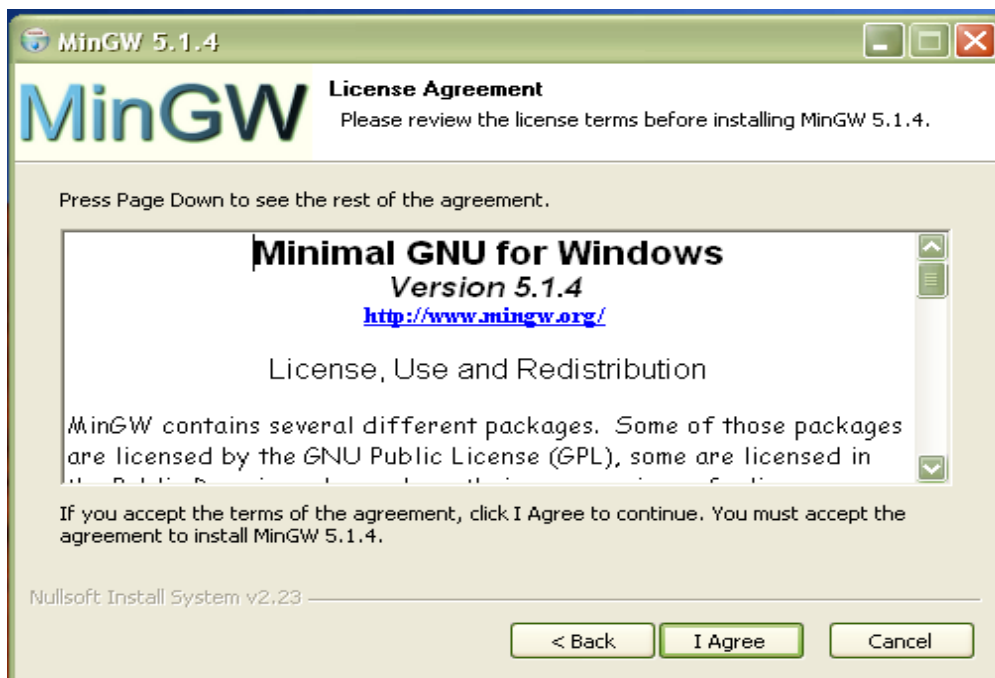 MinGW 5.1.4
MinGW
License Agreement
Please review the license terms before installing MinGW 5.1.4.
Press Page Down to see the rest of the agreement.
Minimal GNU for Windows
Version 5.1.4
http://www.mingw.org/
License, Use and Redistribution
MinGW contains several different packages. Some of those packages
are licensed by the GNU Public License (GPL), some are licensed in
If you accept the terms of the agreement, click I Agree to continue. You must accept the
agreement to install MinGW 5.1.4.
Nullsoft Install System v2.23
< Back I Agree Cancel